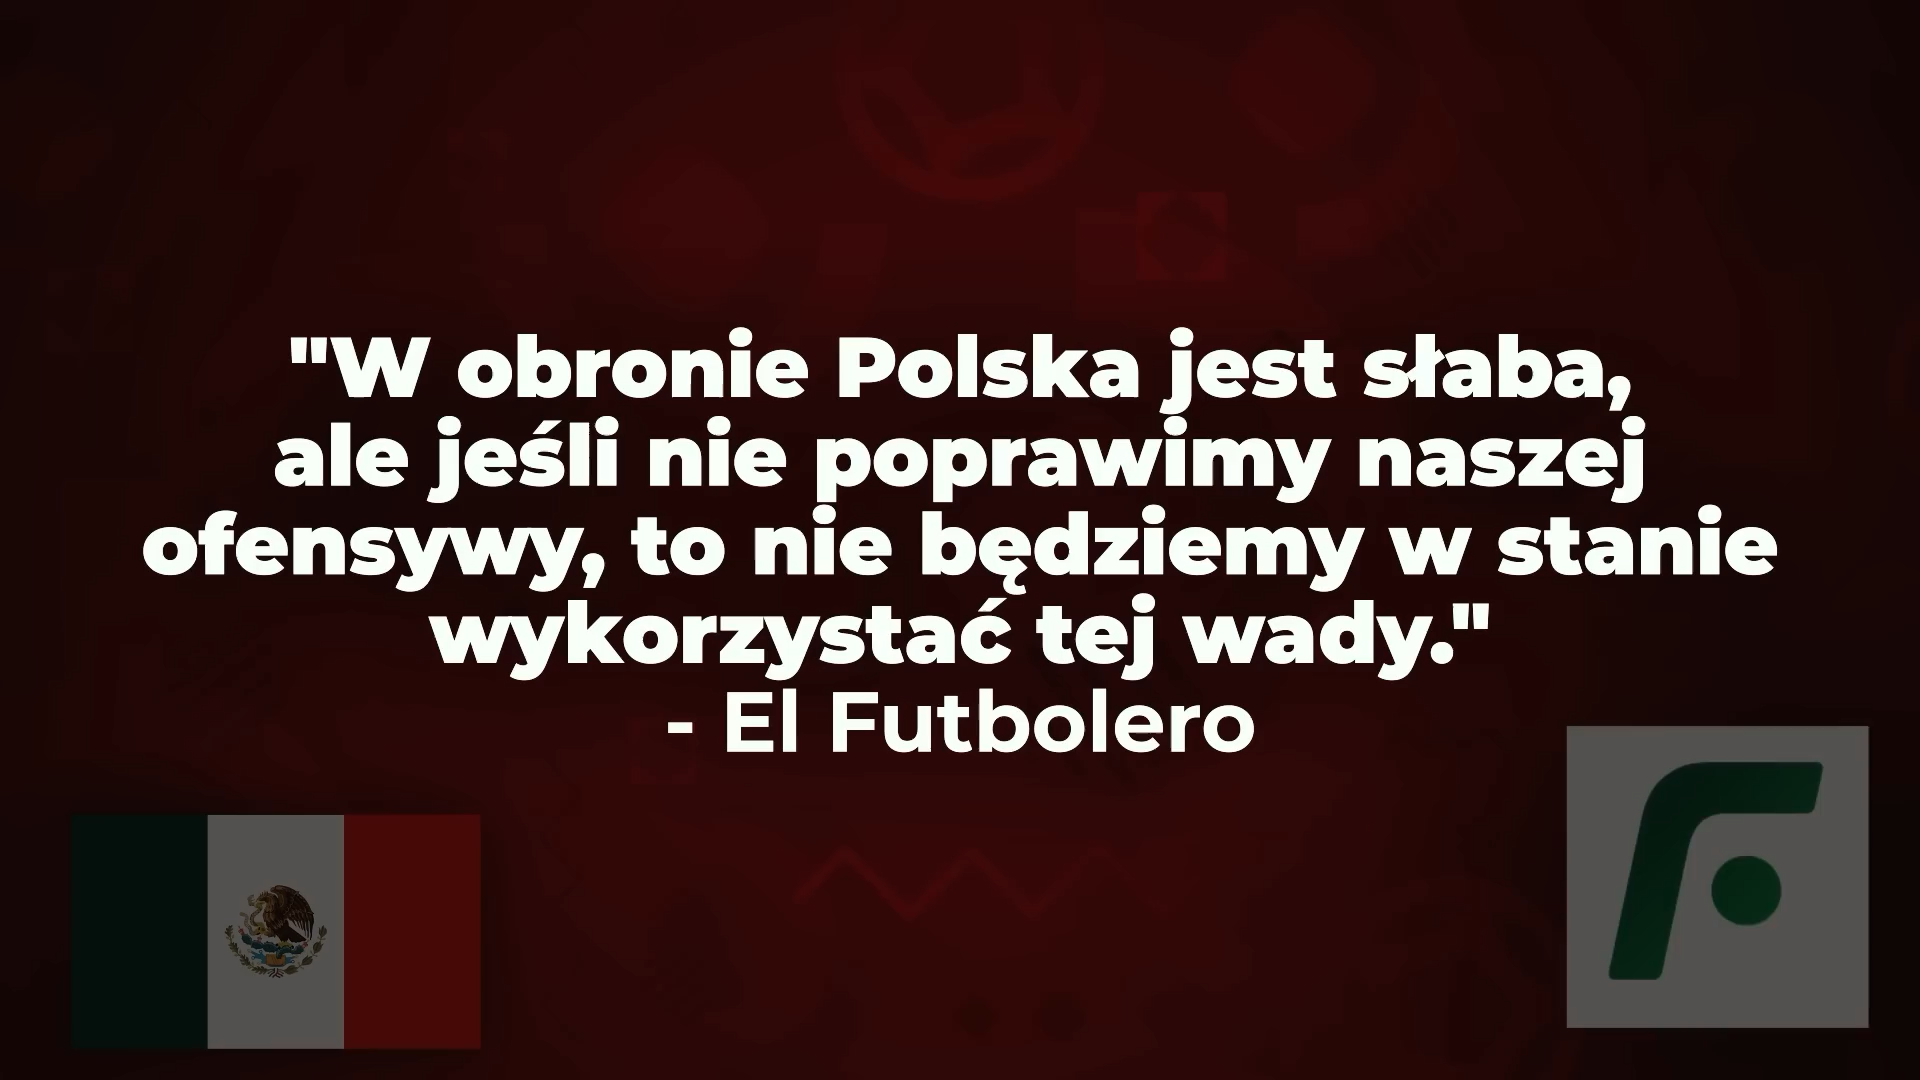 "W obronie Polska jest słaba,
ale jeśli nie poprawimy naszej
ofensywy, to nie będziemy w stanie
wykorzystać tej wady."
- El Futbolero